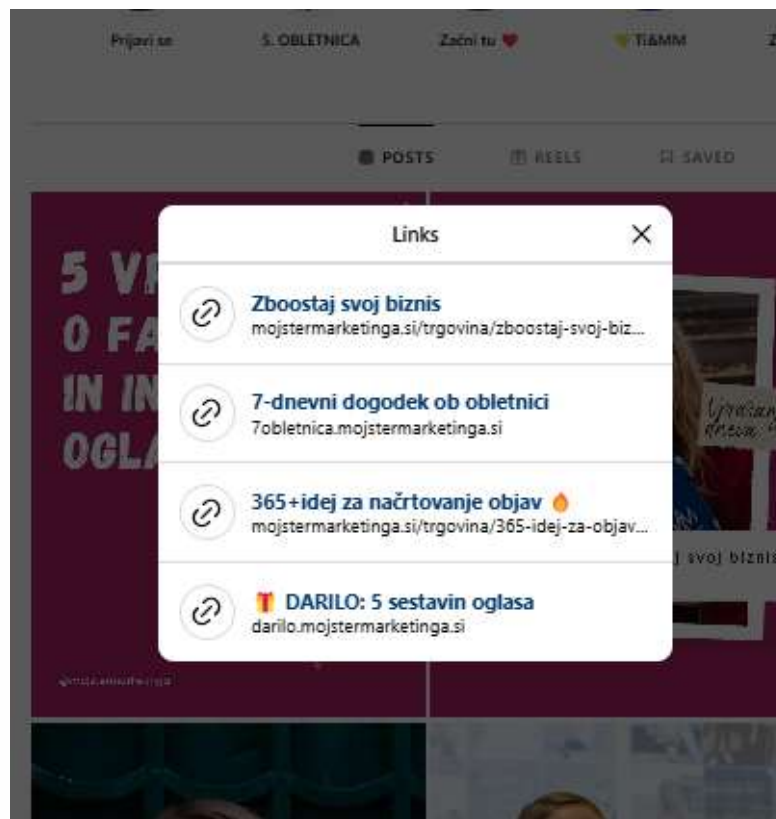 Prijavi se
5. OBLETNICA
Začni tu ❤️
💛 Ti&MM
POSTS
REELS
SAVED
Links
Zboostaj svoj biznis
mojstermarketinga.si/trgovina/zboostaj-svoj-biz...
7-dnevni dogodek ob obletnici
7obletnica.mojstermarketinga.si
365+idej za načrtovanje objav 🔥
mojstermarketinga.si/trgovina/365-idej-za-objav...
🎁 DARILO: 5 sestavin oglasa
darilo.mojstermarketinga.si
5 VP
O FA
IN IN
OGLA
j svoj biznis